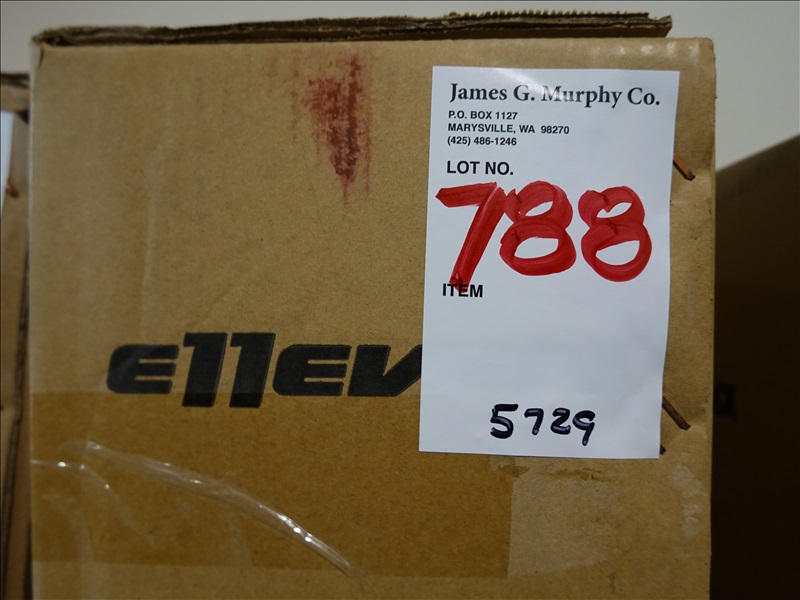 James G. Murphy Co.
P.O. BOX 1127
MARYSVILLE, WA 98270
(425) 486-1246
LOT NO.
788
ITEM
e11ev
5729